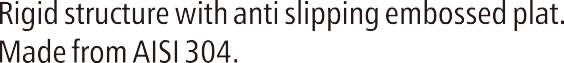 Rigid structure with anti slipping embossed plat.
Made from AISI 304.